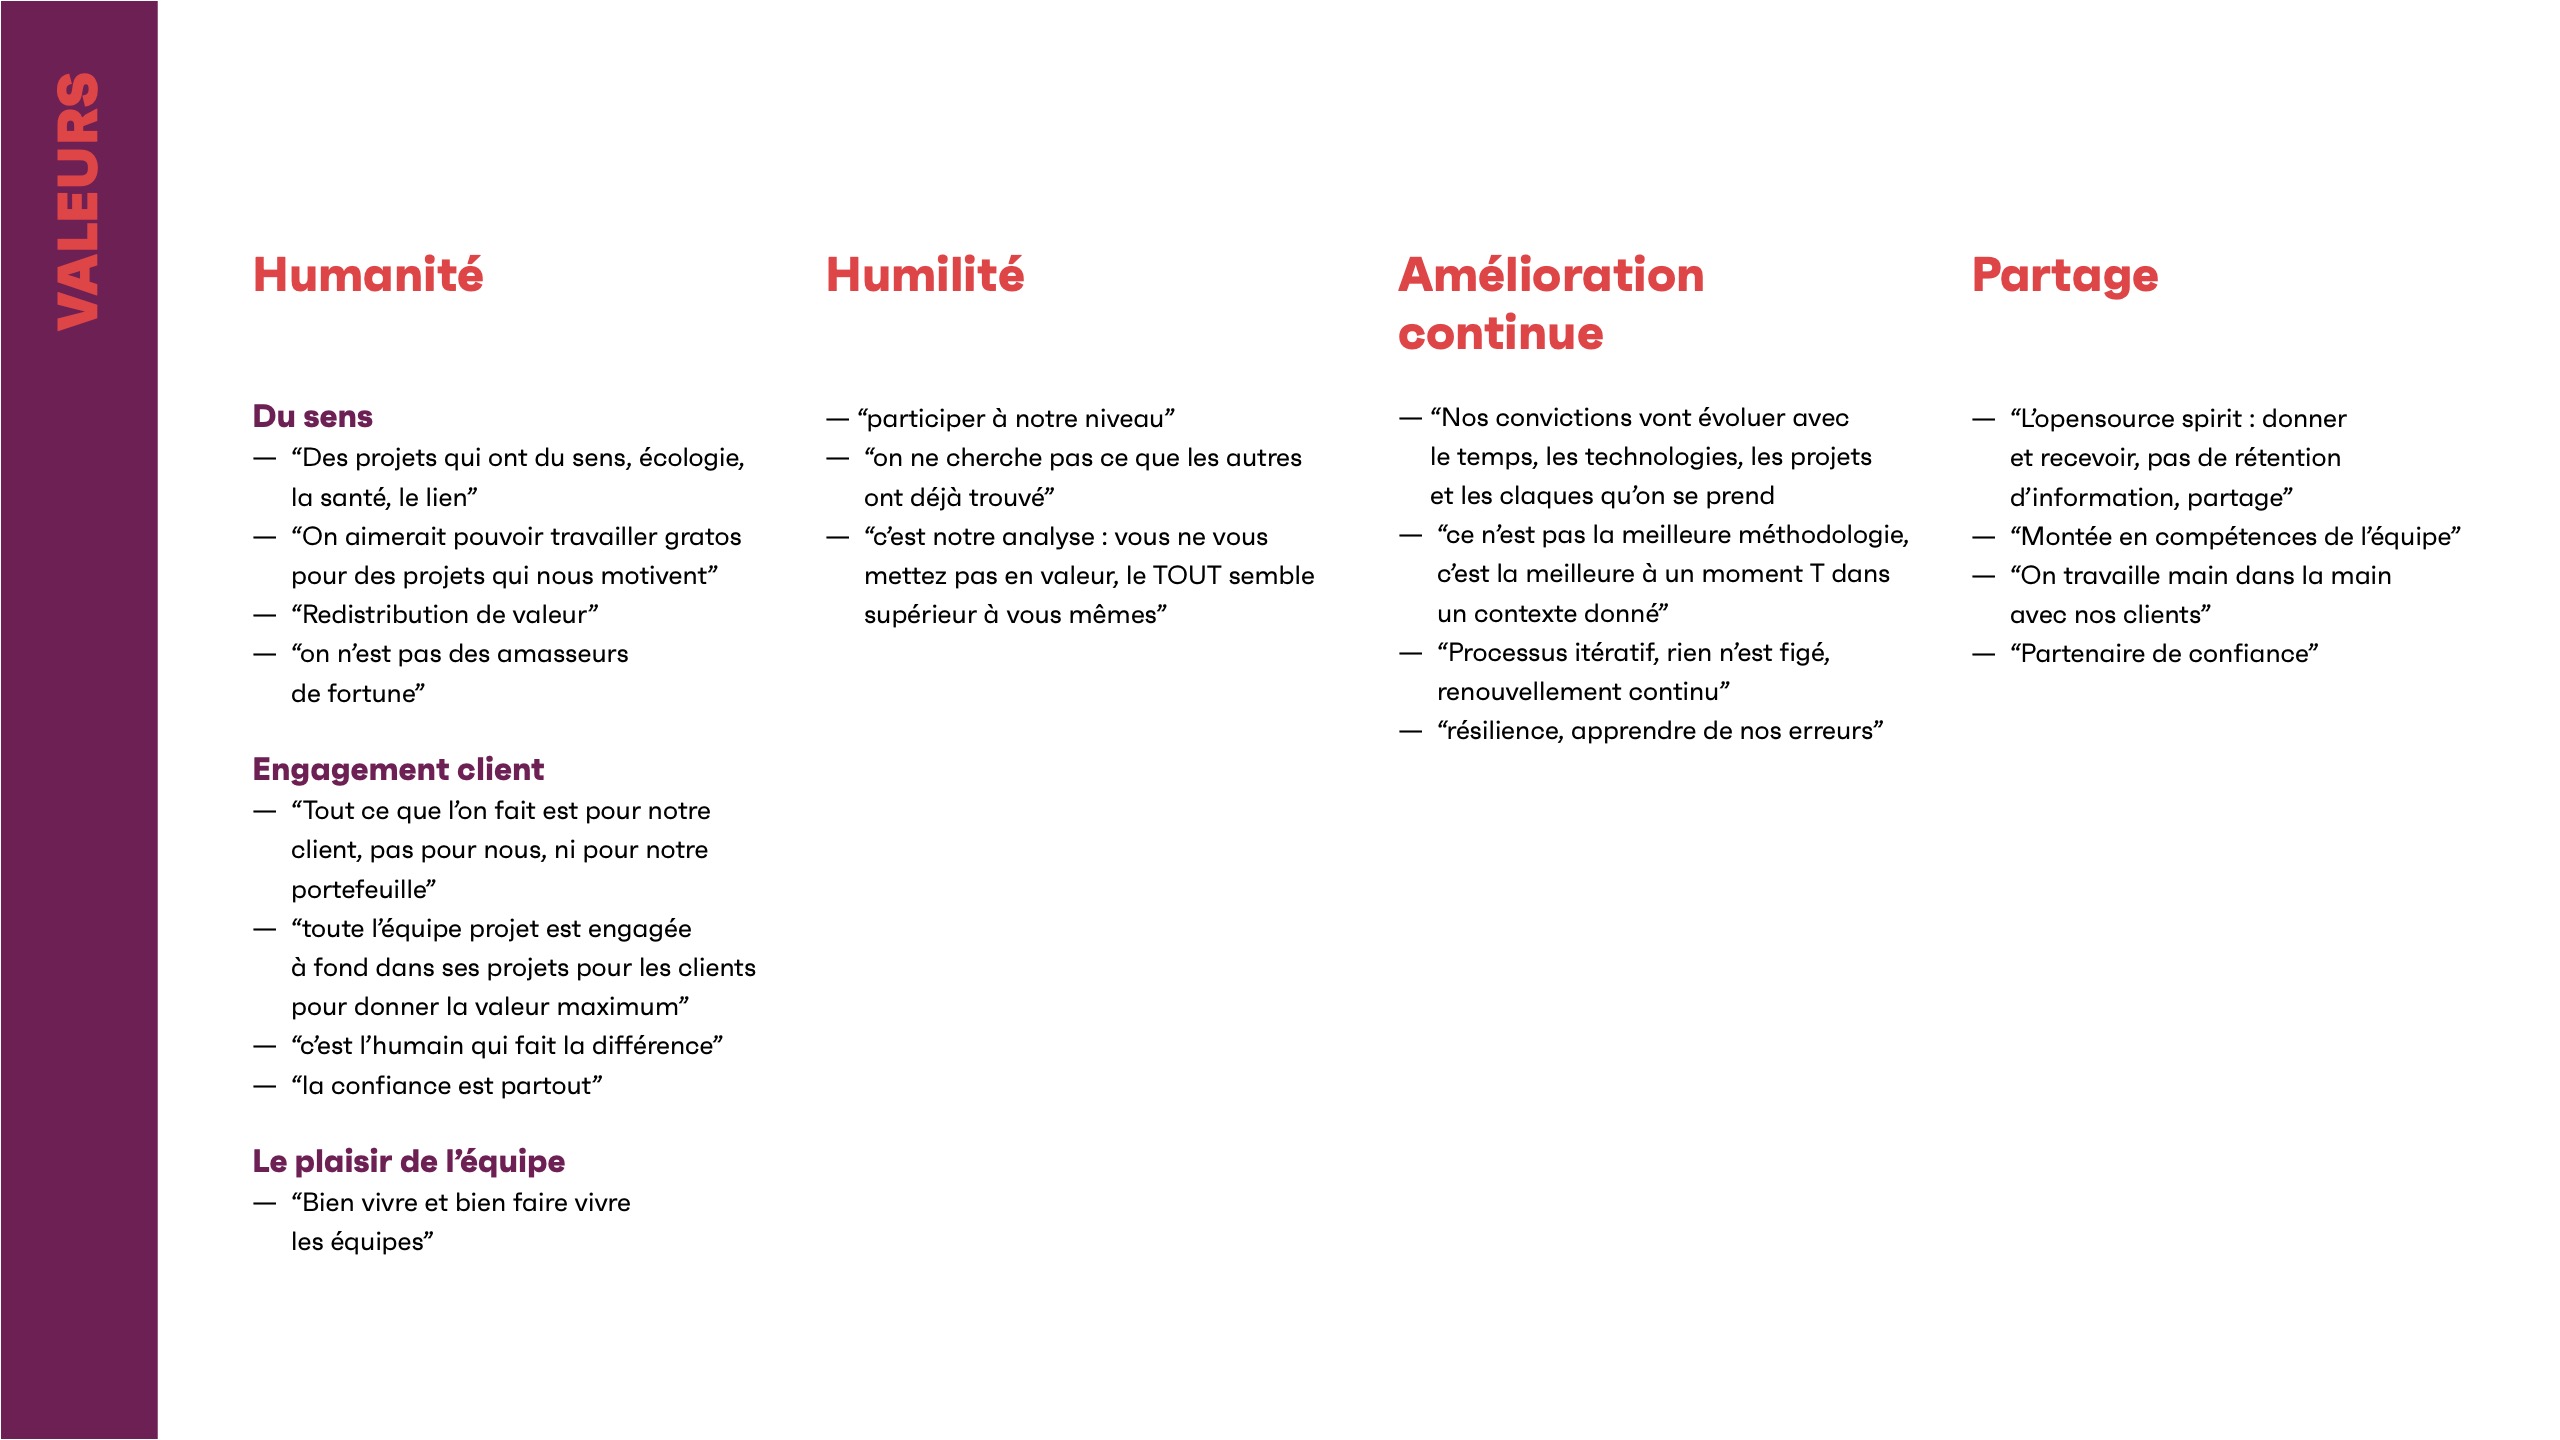 VALEURS
Humanité
Du sens
— “Des projets qui ont du sens, écologie,
la santé, le lien”
— “On aimerait pouvoir travailler gratos
pour des projets qui nous motivent”
— “Redistribution de valeur”
— “on n’est pas des amasseurs
de fortune”
Engagement client
— “Tout ce que l’on fait est pour notre
client, pas pour nous, ni pour notre
portefeuille”
— “toute l’équipe projet est engagée
à fond dans ses projets pour les clients
pour donner la valeur maximum”
— “c’est l’humain qui fait la différence”
— “la confiance est partout”
Le plaisir de l’équipe
— “Bien vivre et bien faire vivre
les équipes”
Humilité
— “participer à notre niveau”
— “on ne cherche pas ce que les autres
ont déjà trouvé”
— “c’est notre analyse : vous ne vous
mettez pas en valeur, le TOUT semble
supérieur à vous mêmes”
Amélioration
continue
— “Nos convictions vont évoluer avec
le temps, les technologies, les projets
et les claques qu’on se prend
— “ce n’est pas la meilleure méthodologie,
c’est la meilleure à un moment T dans
un contexte donné”
— “Processus itératif, rien n’est figé,
renouvellement continu”
— “résilience, apprendre de nos erreurs”
Partage
— “L’opensource spirit : donner
et recevoir, pas de rétention
d’information, partage”
— “Montée en compétences de l’équipe”
— “On travaille main dans la main
avec nos clients”
— “Partenaire de confiance”